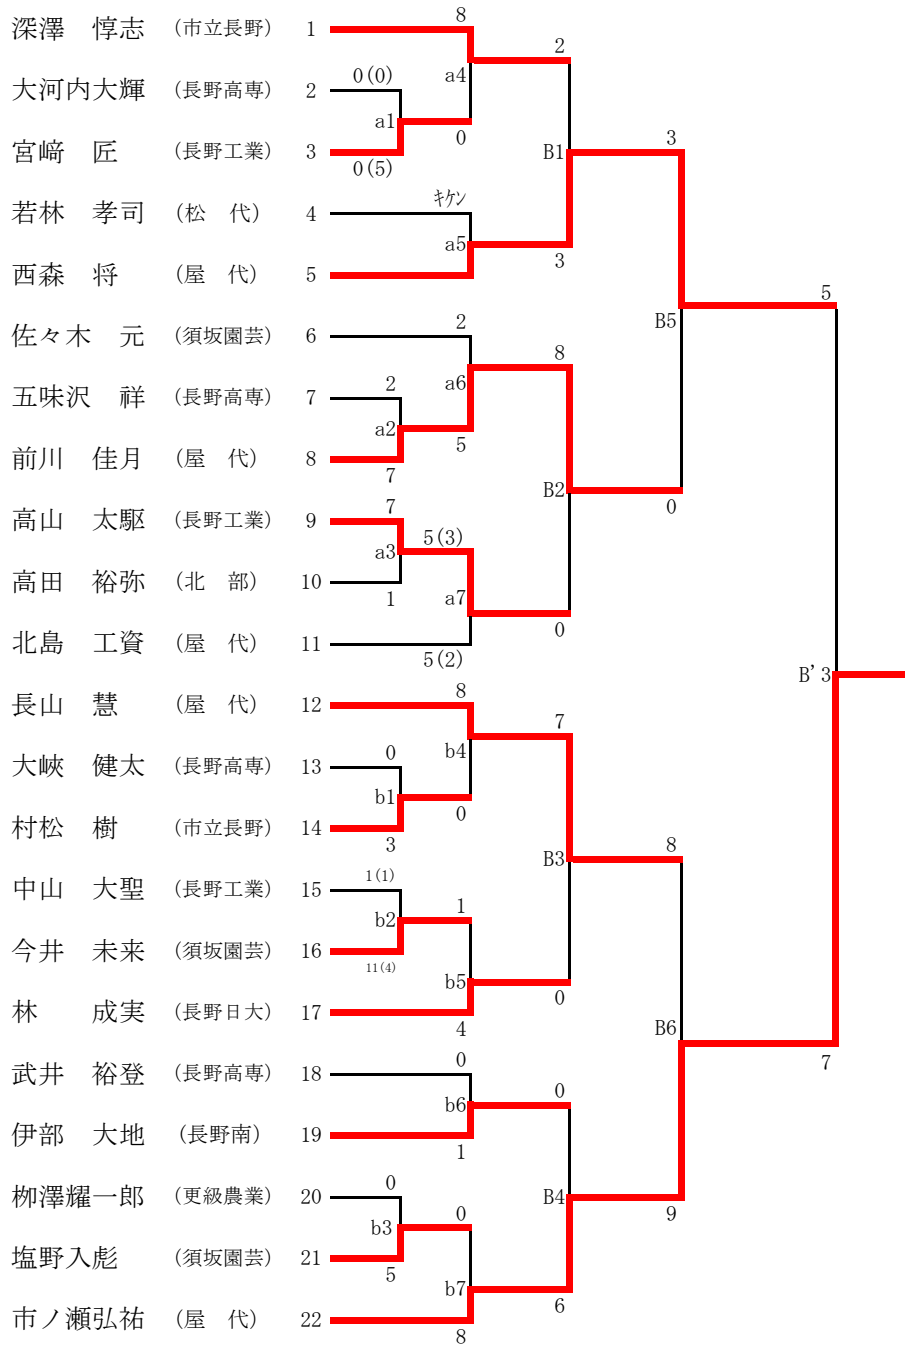 深澤 惇志 (市立長野) 1
大河内大輝 (長野高専) 2
宮﨑 匠 (長野工業) 3
若林 孝司 (松 代) 4
西森 将 (屋 代) 5
佐々木 元 (須坂園芸) 6
五味沢 祥 (長野高専) 7
前川 佳月 (屋 代) 8
高山 太駆 (長野工業) 9
高田 裕弥 (北 部) 10
北島 工資 (屋 代) 11
長山 慧 (屋 代) 12
大峽 健太 (長野高専) 13
村松 樹 (市立長野) 14
中山 大聖 (長野工業) 15
今井 未来 (須坂園芸) 16
林 成実 (長野日大) 17
武井 裕登 (長野高専) 18
伊部 大地 (長野南) 19
栁澤耀一郎 (更級農業) 20
塩野入彪 (須坂園芸) 21
市ノ瀬弘祐 (屋 代) 22
0(0)
a1
0(5)
2
a2
7
7
a3
1
0
b1
3
1(1)
b2
11(4)
0
b3
5
8
a4
0
キケン
a5
2
a6
5
5(3)
a7
5(2)
8
b4
0
1
b5
4
0
b6
1
0
b7
8
2
B1
3
8
B2
0
7
B3
0
0
B4
6
3
B5
0
8
B6
9
5
B'3
7